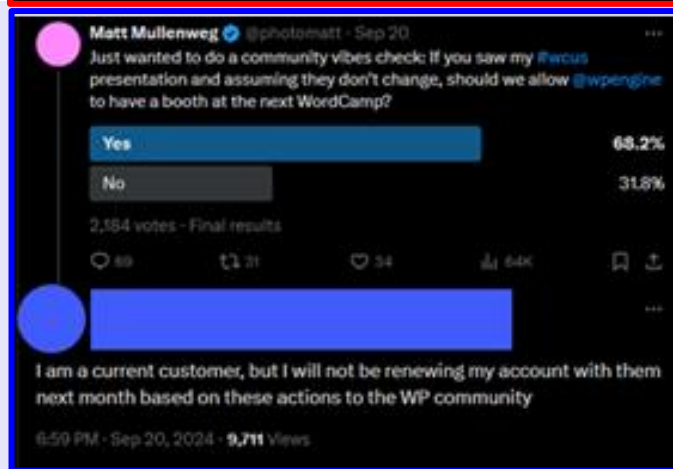 Matt Mullenweg @photomatt · Sep 20
Just wanted to do a community vibes check: If you saw my #wcus
presentation and assuming they don't change, should we allow @wpengine
to have a booth at the next WordCamp?
Yes 68.2%
No 31.8%
2,184 votes · Final results
69 31 34 64K
I am a current customer, but I will not be renewing my account with them
next month based on these actions to the WP community
6:59 PM · Sep 20, 2024 · 9,711 Views